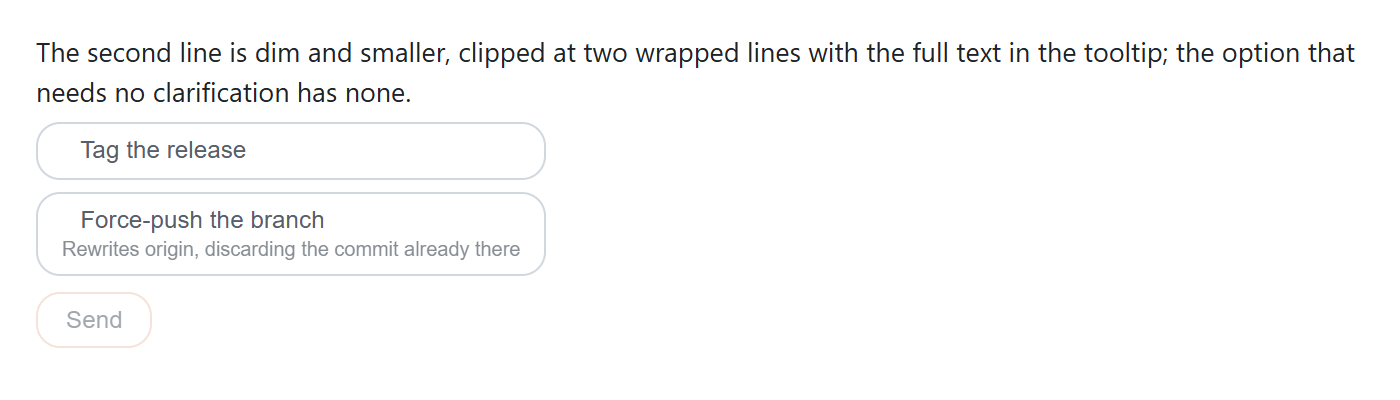 The second line is dim and smaller, clipped at two wrapped lines with the full text in the tooltip; the option that
needs no clarification has none.
Tag the release
Force-push the branch
Rewrites origin, discarding the commit already there
Send